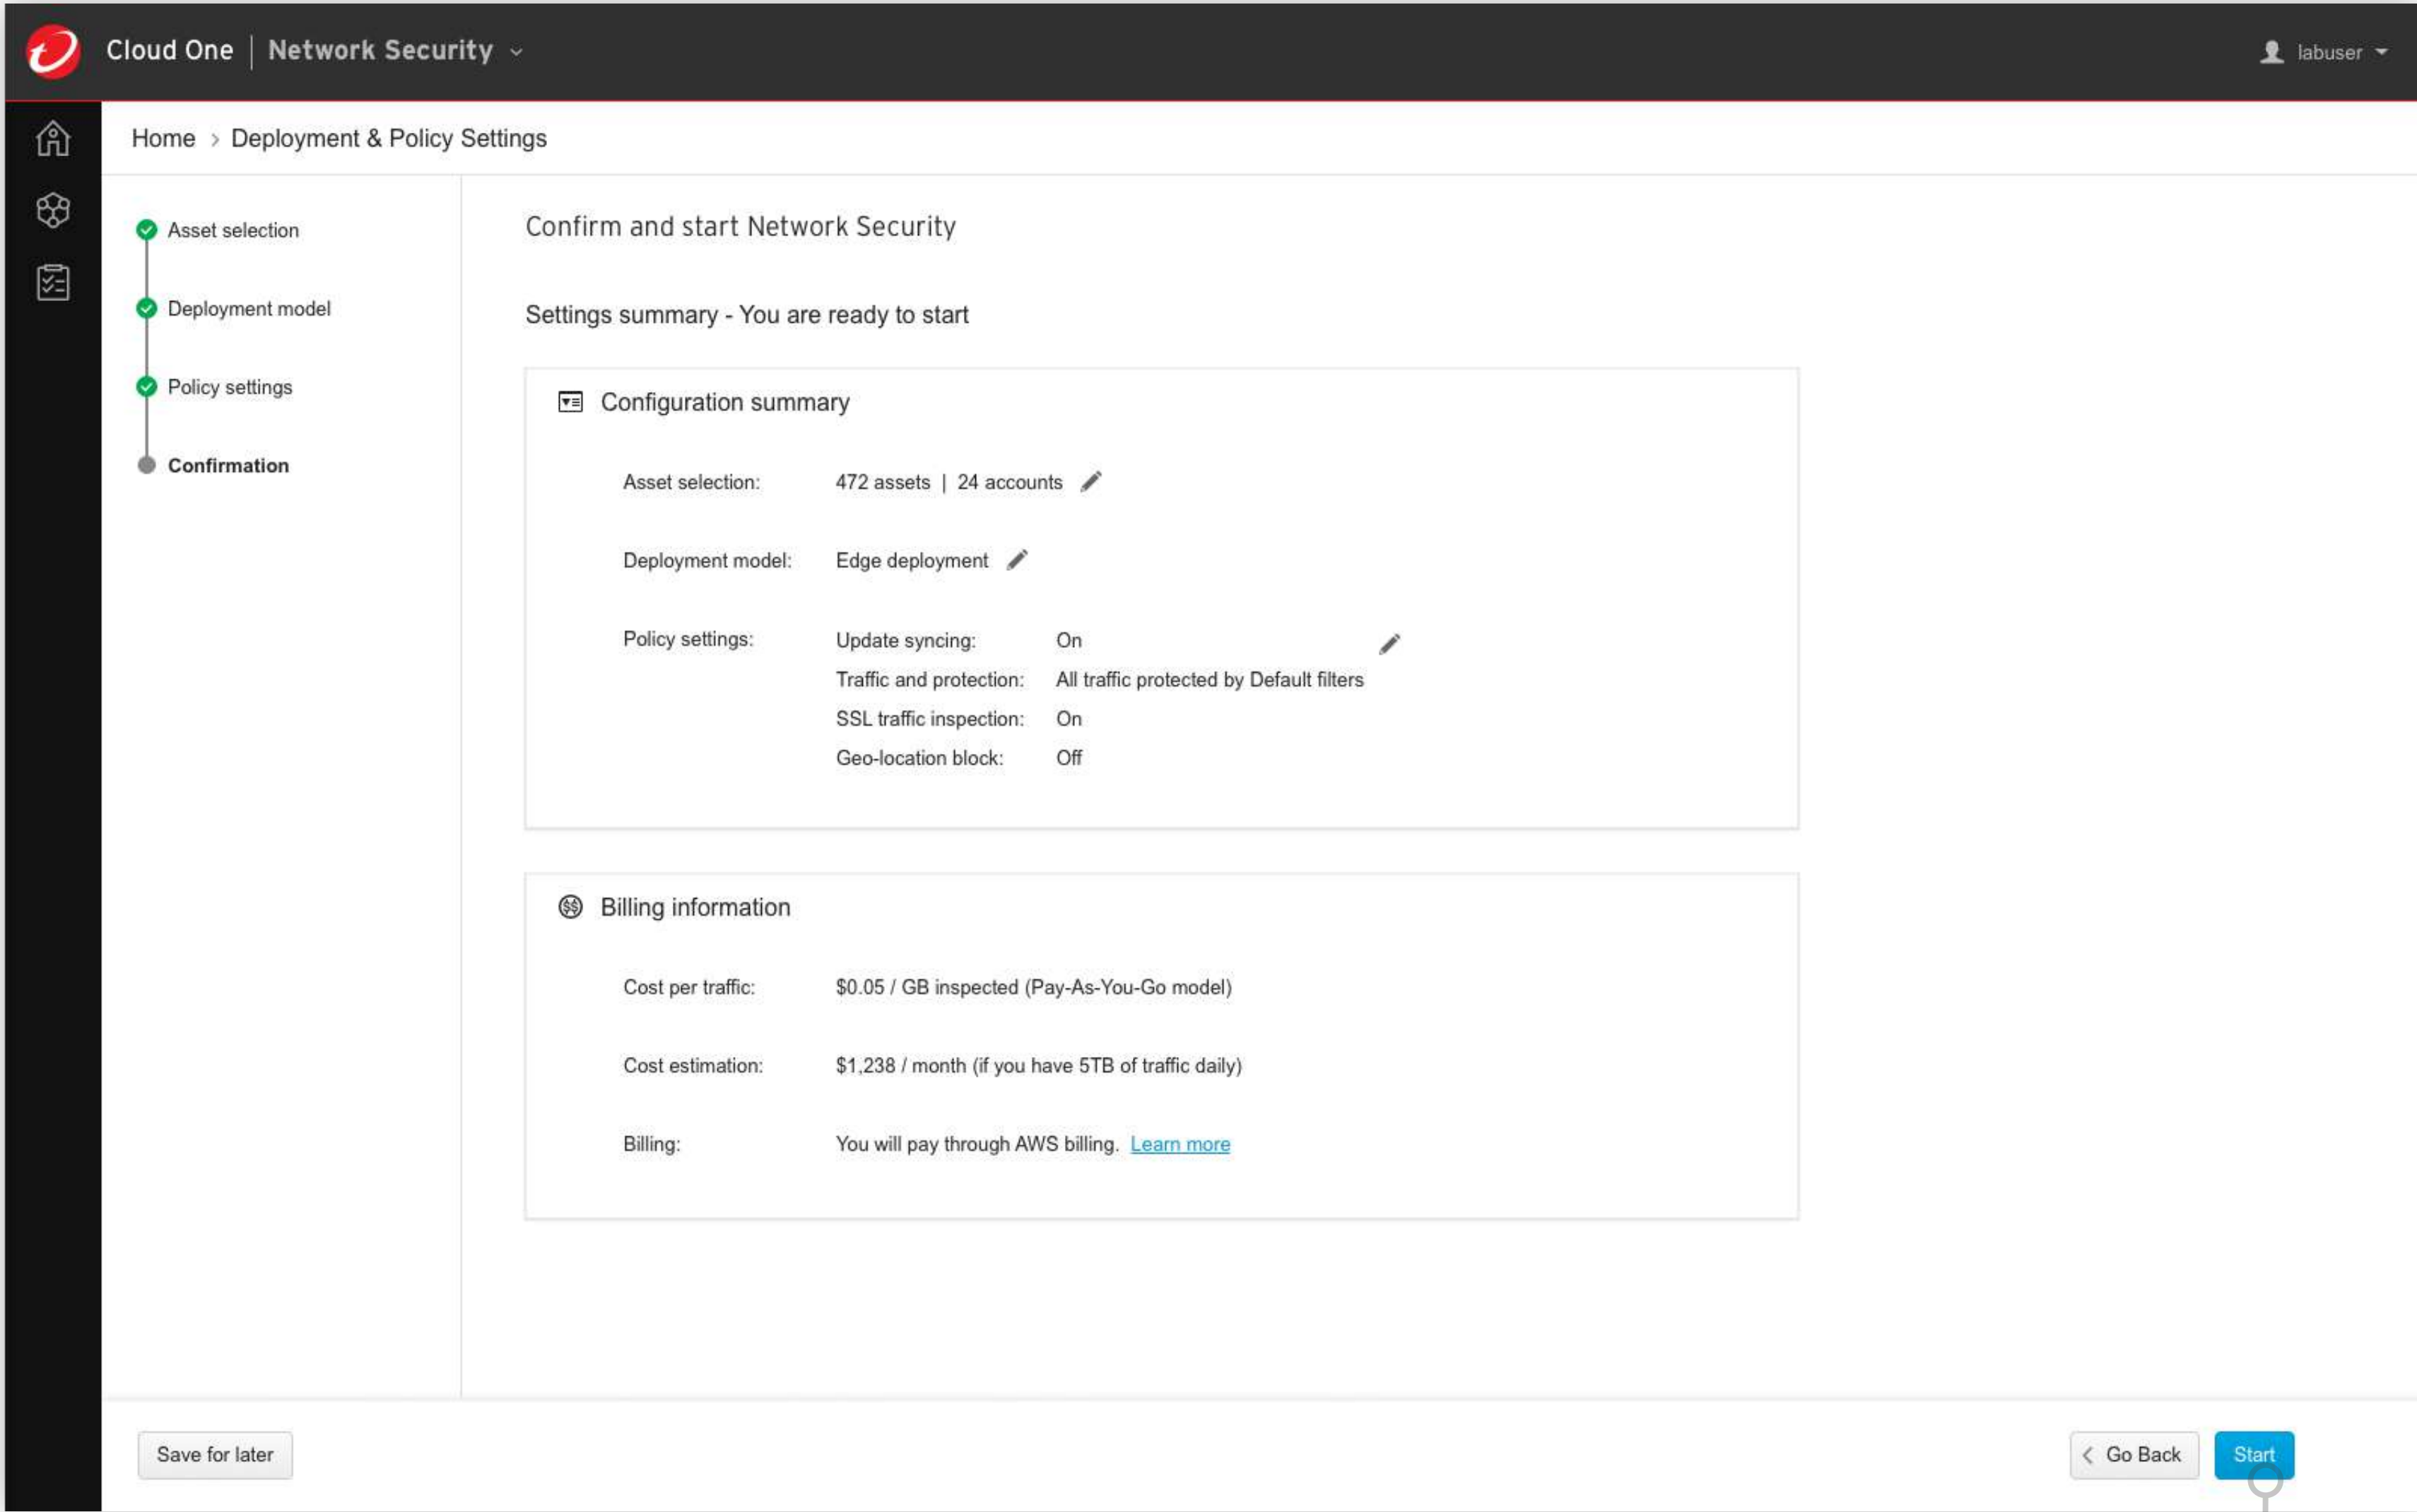 Cloud One | Network Security
labuser
Home > Deployment & Policy Settings
Asset selection
Deployment model
Policy settings
Confirmation
Confirm and start Network Security
Settings summary - You are ready to start
Configuration summary
Asset selection: 472 assets | 24 accounts
Deployment model: Edge deployment
Policy settings: Update syncing: On
Traffic and protection: All traffic protected by Default filters
SSL traffic inspection: On
Geo-location block: Off
Billing information
Cost per traffic: $0.05 / GB inspected (Pay-As-You-Go model)
Cost estimation: $1,238 / month (if you have 5TB of traffic daily)
Billing: You will pay through AWS billing. Learn more
Save for later
< Go Back
Start